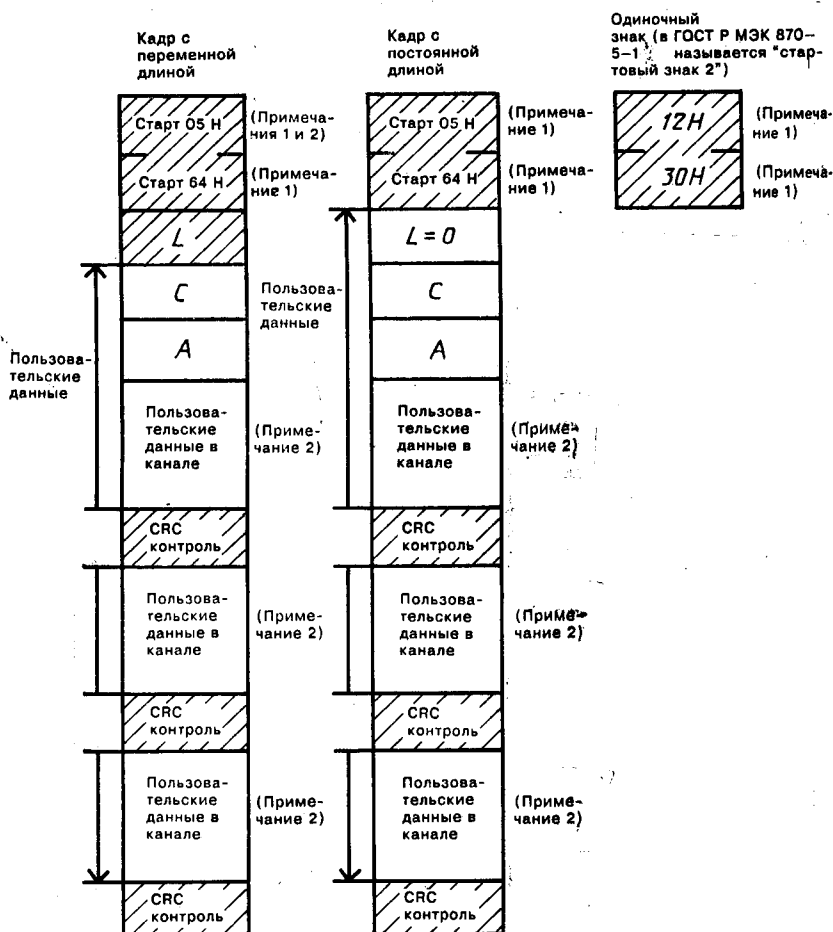 Кадр с
переменной
длиной
Старт 05 Н
(Примеча-
ния 1 и 2)
Старт 64 Н
(Примеча-
ние 1)
L
C
A
Пользова-
тельские
данные
Пользова-
тельские
данные в
канале
(Приме-
чание 2)
CRC
контроль
Пользова-
тельские
данные в
канале
(Приме-
чание 2)
CRC
контроль
Пользова-
тельские
данные в
канале
(Приме-
чание 2)
CRC
контроль
Кадр с
постоянной
длиной
Старт 05 Н
(Примеча-
ние 1)
Старт 64 Н
(Примеча-
ние 1)
L = 0
C
A
Пользова-
тельские
данные
Пользова-
тельские
данные в
канале
(Приме-
чание 2)
CRC
контроль
Пользова-
тельские
данные в
канале
(Приме-
чание 2)
CRC
контроль
Пользова-
тельские
данные в
канале
(Приме-
чание 2)
CRC
контроль
Одиночный
знак (в ГОСТ Р МЭК 870–
5–1 называется "стар-
товый знак 2")
12Н
(Примеча-
ние 1)
30Н
(Примеча-
ние 1)